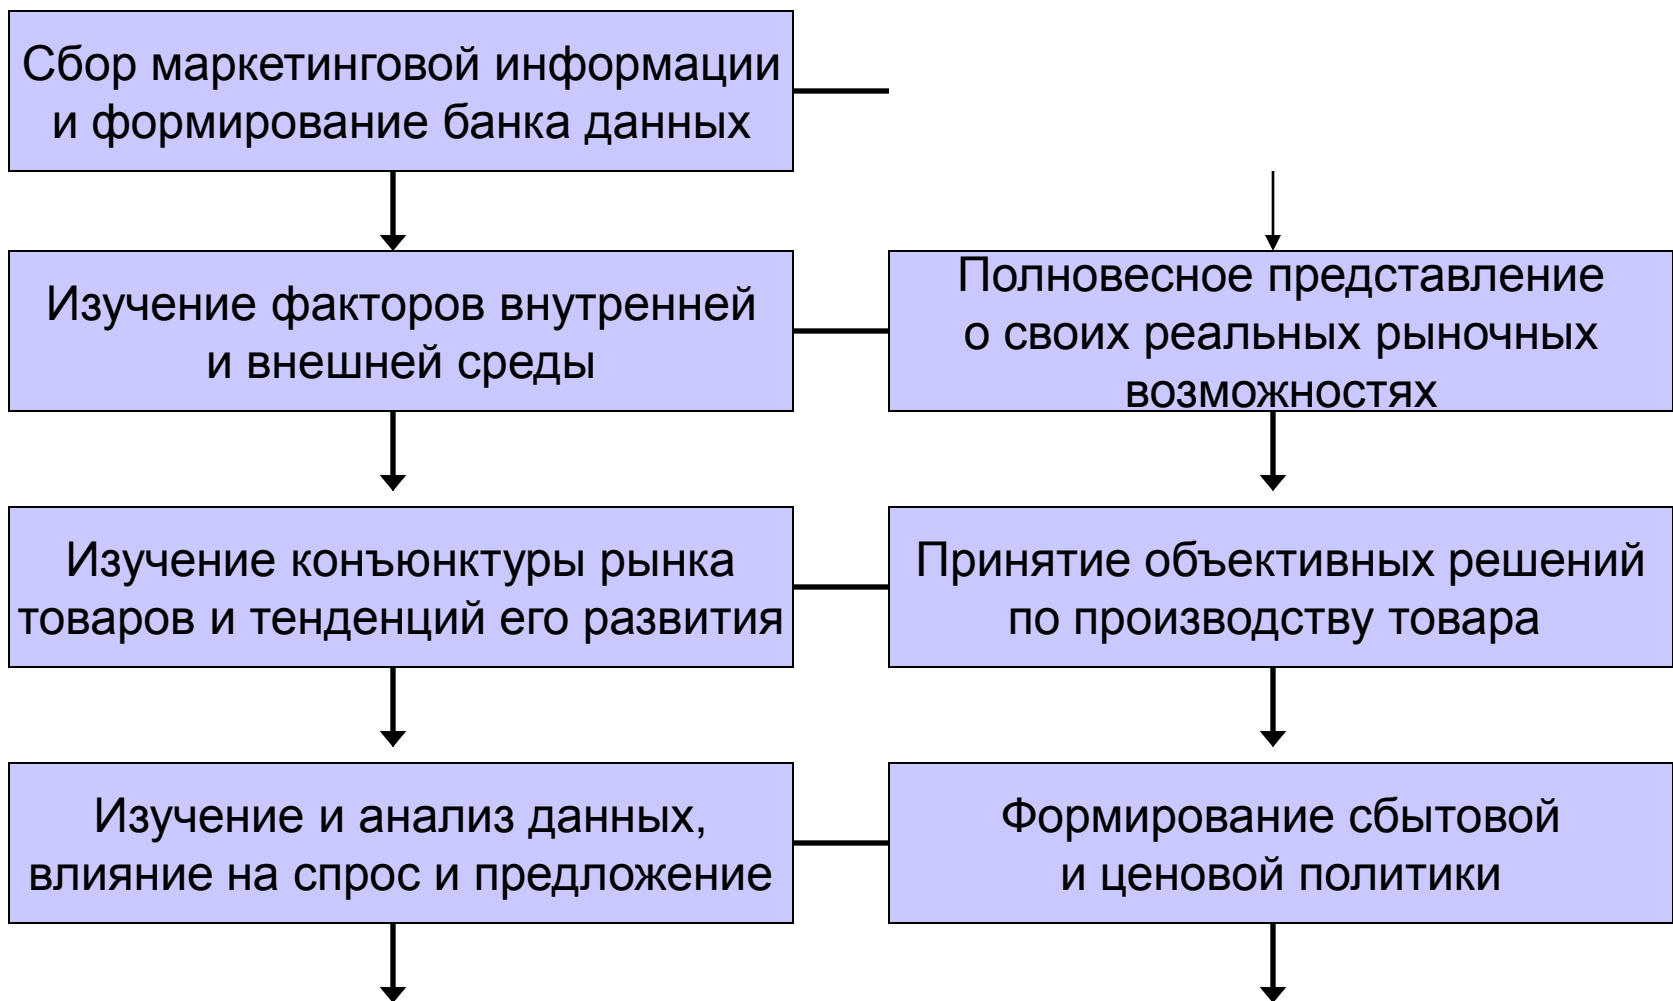 Сбор маркетинговой информации
и формирование банка данных
Изучение факторов внутренней
и внешней среды
Полновесное представление
о своих реальных рыночных
возможностях
Изучение конъюнктуры рынка
товаров и тенденций его развития
Принятие объективных решений
по производству товара
Изучение и анализ данных,
влияние на спрос и предложение
Формирование сбытовой
и ценовой политики